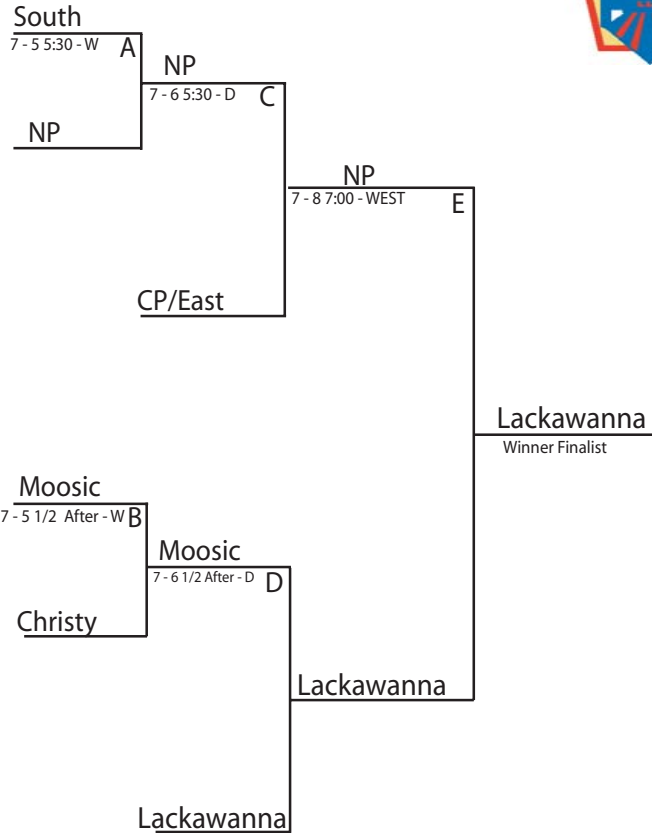 South
7 - 5 5:30 - W
A
NP
7 - 6 5:30 - D
C
NP
NP
7 - 8 7:00 - WEST
E
CP/East
Lackawanna
Winner Finalist
Moosic
7 - 5 1/2 After - W
B
Moosic
7 - 6 1/2 After - D
D
Christy
Lackawanna
Lackawanna